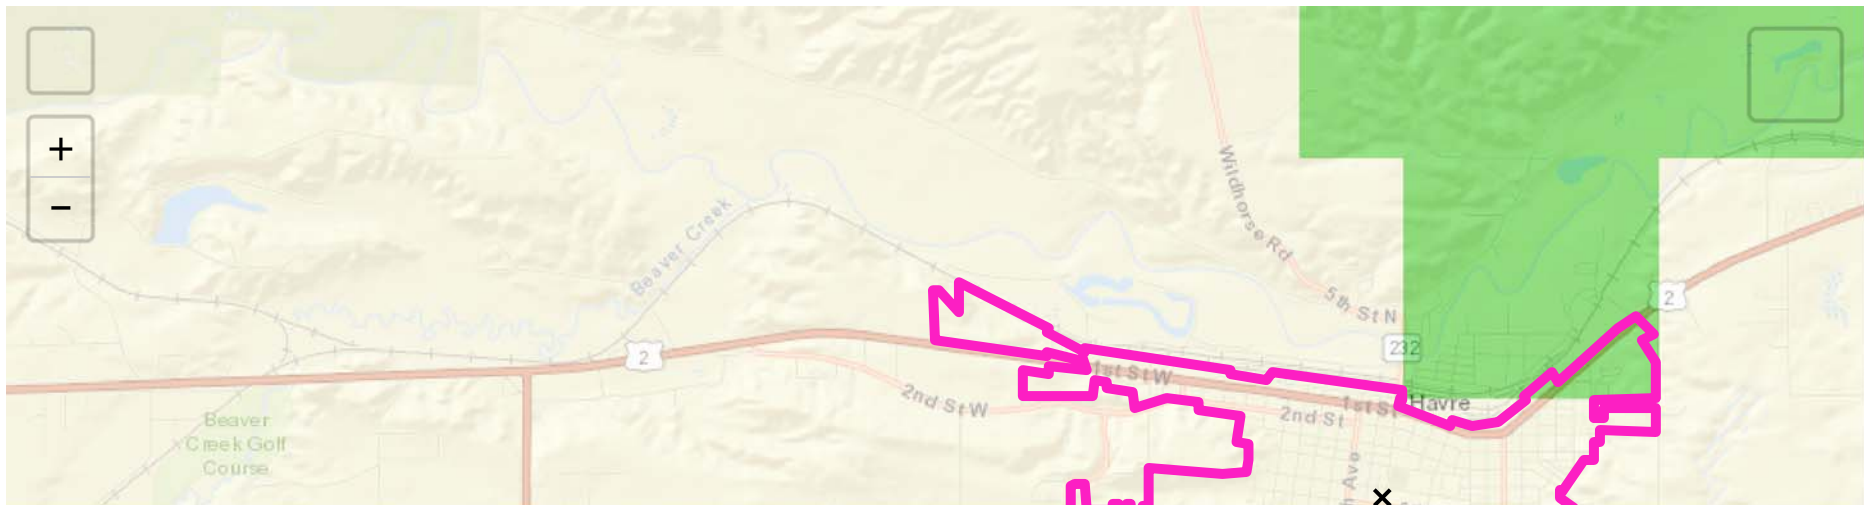 +
−
Beaver Creek
Wildhorse Rd
5th St N
2
232
2
1st St W
2nd St W
1st St
Havre
2nd St
Beaver
Creek Golf
Course
Ave